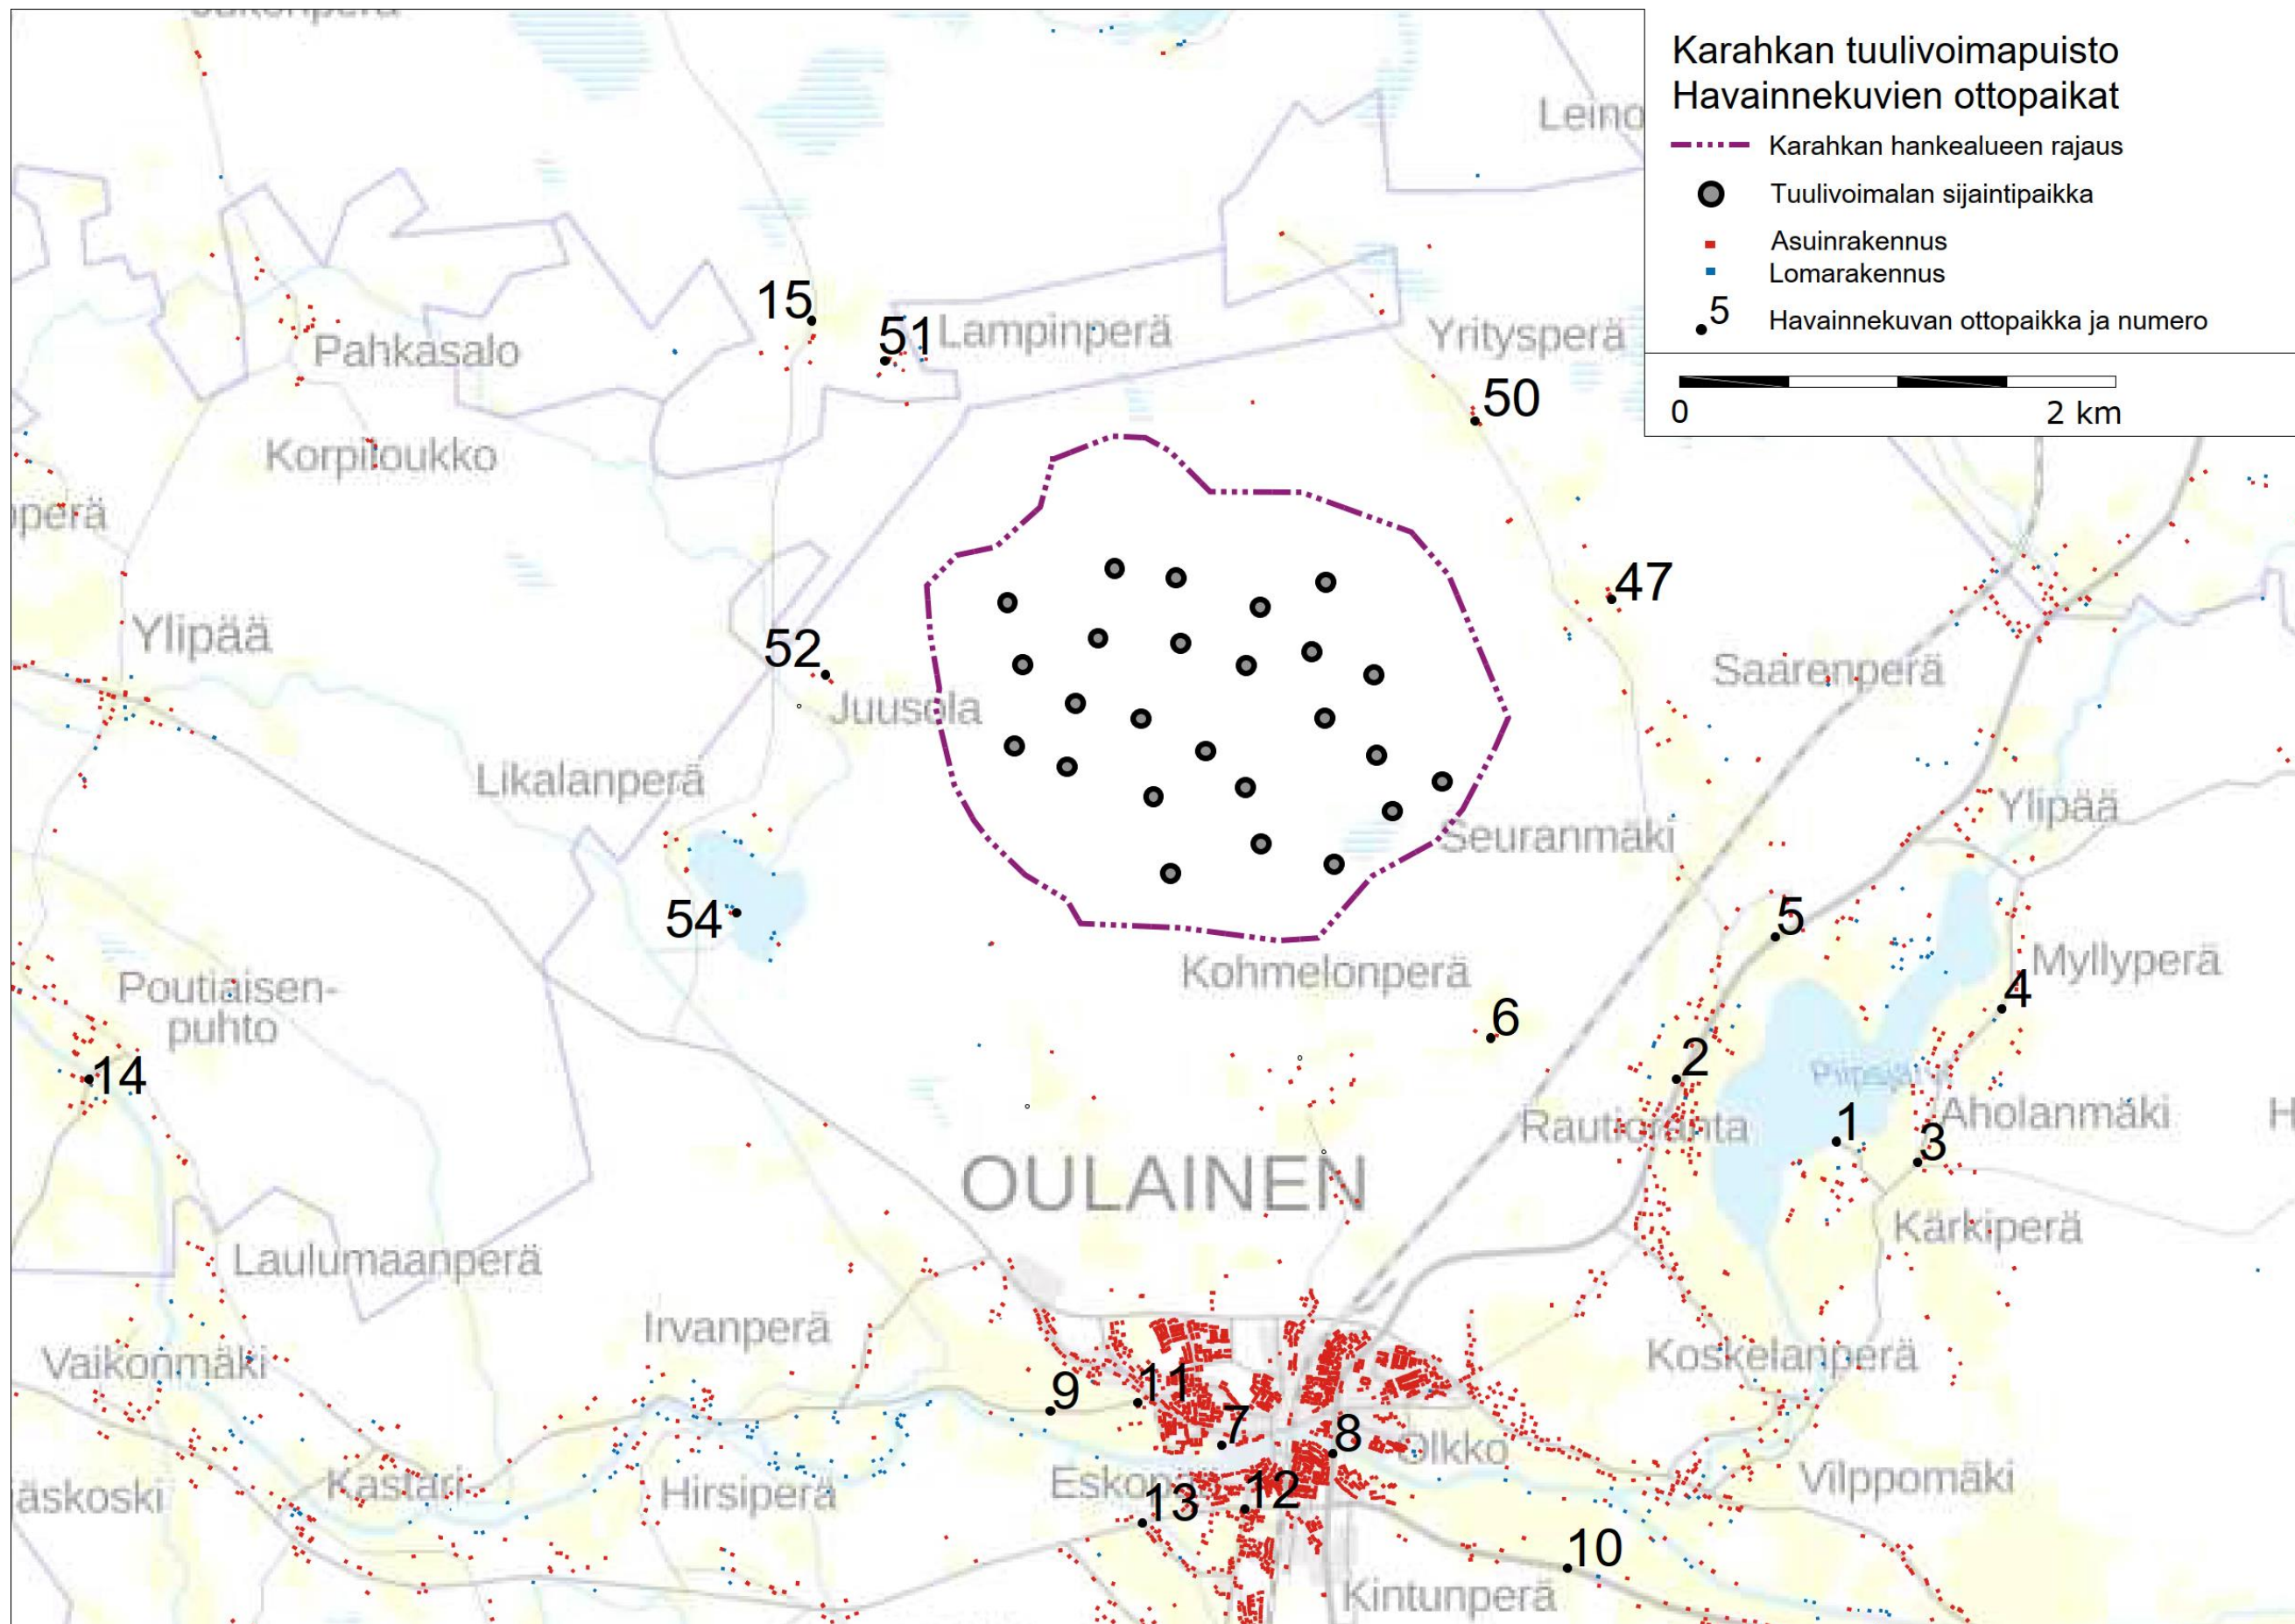 Karahkan tuulivoimapuisto
Havainnekuvien ottopaikat
Karahkan hankealueen rajaus
Tuulivoimalan sijaintipaikka
Asuinrakennus
Lomarakennus
5
Havainnekuvan ottopaikka ja numero
0
2 km
Leino
15
51
Lampinperä
Yritysperä
Pahkasalo
50
Korpiloukko
operä
47
Ylipää
52
Saarenperä
Juusola
Likalanperä
Ylipää
Seuranmäki
54
5
Myllyperä
Kohmelonperä
Poutiaisen-
puhto
4
6
2
14
Piipsjärvi
Rautioranta
1
Aholanmäki
H
3
OULAINEN
Kärkiperä
Laulumaanperä
Irvanperä
Vaikonmäki
Koskelanperä
9
11
7
8
Olkko
Kastari
Hirsiperä
12
13
Vilppomäki
äskoski
10
Kintunperä